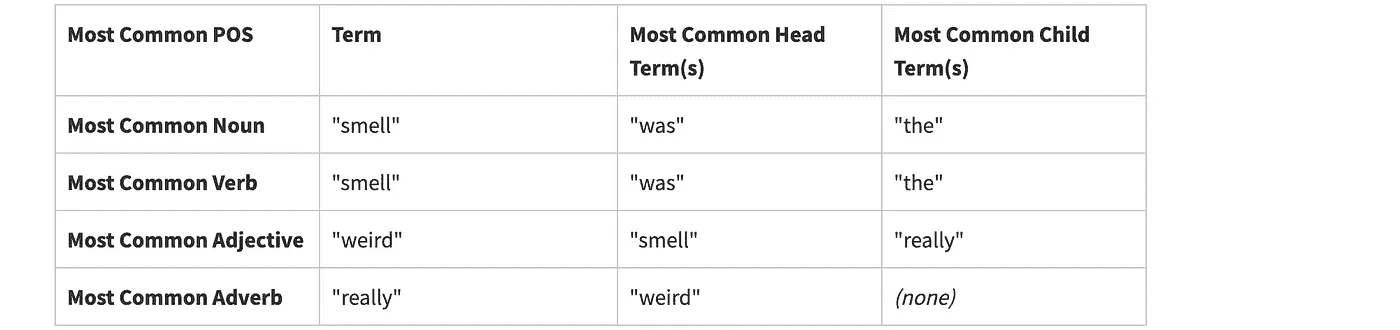 Most Common POS Term Most Common Head Term(s) Most Common Child Term(s)
Most Common Noun "smell" "was" "the"
Most Common Verb "smell" "was" "the"
Most Common Adjective "weird" "smell" "really"
Most Common Adverb "really" "weird" (none)